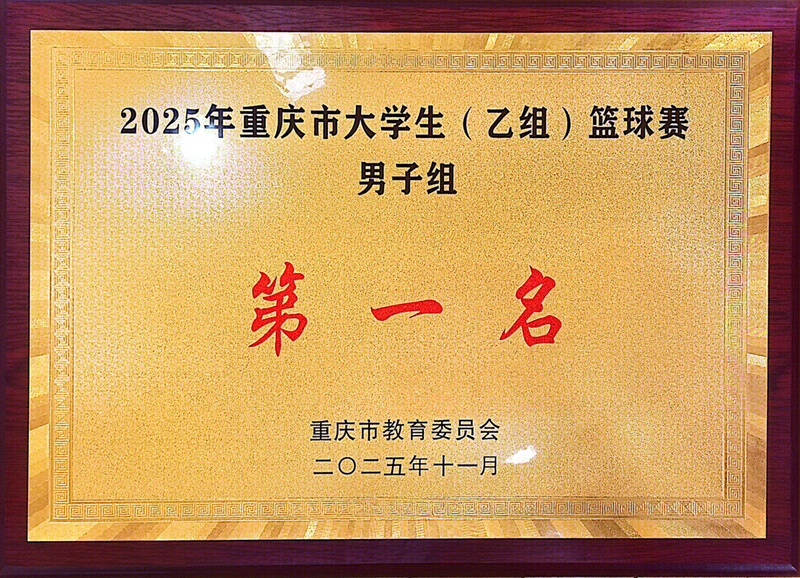 2025年重庆市大学生（乙组）篮球赛
男子组
第一名
重庆市教育委员会
二〇二五年十一月